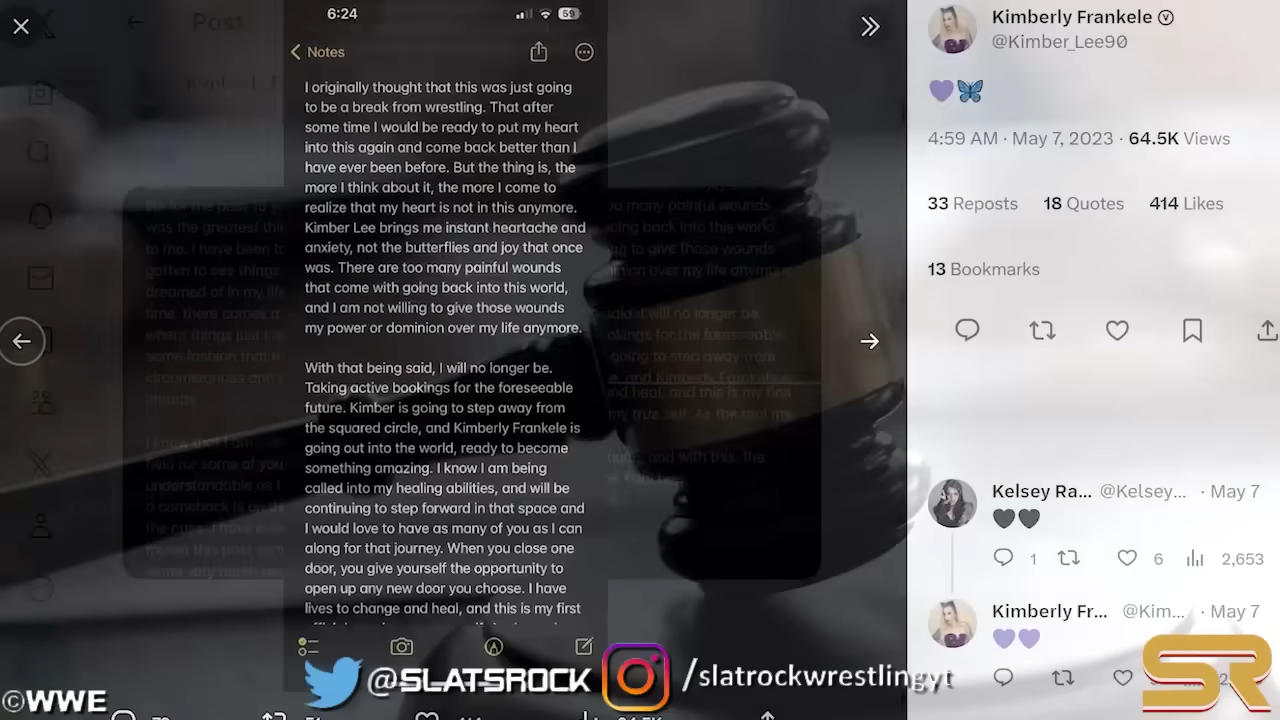 6:24
59
Post
Notes
I originally thought that this was just going
to be a break from wrestling. That after
some time I would be ready to put my heart
into this again and come back better than I
have ever been before. But the thing is, the
more I think about it, the more I come to
realize that my heart is not in this anymore.
Kimber Lee brings me instant heartache and
anxiety, not the butterflies and joy that once
was. There are too many painful wounds
that come with going back into this world,
and I am not willing to give those wounds
my power or dominion over my life anymore.
With that being said, I will no longer be.
Taking active bookings for the foreseeable
future. Kimber is going to step away from
the squared circle, and Kimberly Frankele is
going out into the world, ready to become
something amazing. I know I am being
called into my healing abilities, and will be
continuing to step forward in that space and
I would love to have as many of you as I can
along for that journey. When you close one
door, you give yourself the opportunity to
open up any new door you choose. I have
lives to change and heal, and this is my first
Kimberly Frankele
@Kimber_Lee90
💜🦋
4:59 AM · May 7, 2023 · 64.5K Views
33 Reposts 18 Quotes 414 Likes
13 Bookmarks
Kelsey Ra... @Kelsey... · May 7
🖤🖤
1 6 2,653
Kimberly Fr... @Kim... · May 7
💜💜
@SLATSROCK /slatrockwrestlingyt
SR
©WWE